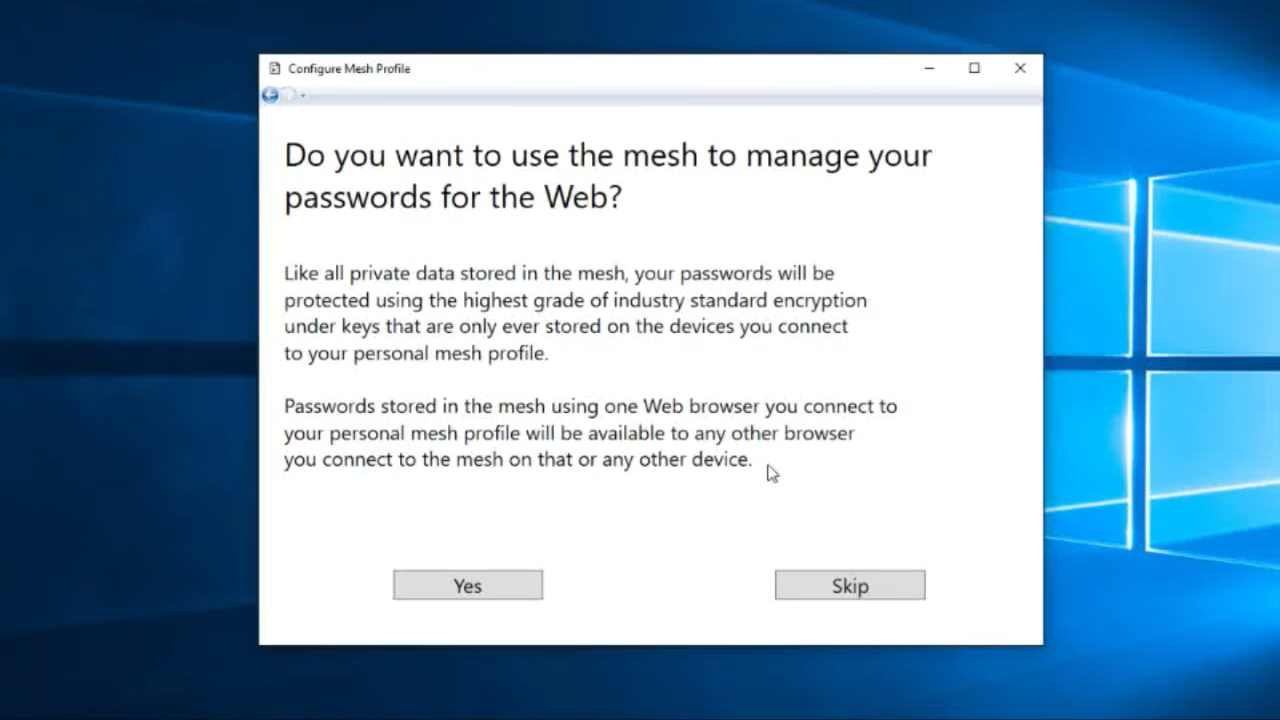 Configure Mesh Profile
Do you want to use the mesh to manage your
passwords for the Web?
Like all private data stored in the mesh, your passwords will be
protected using the highest grade of industry standard encryption
under keys that are only ever stored on the devices you connect
to your personal mesh profile.
Passwords stored in the mesh using one Web browser you connect to
your personal mesh profile will be available to any other browser
you connect to the mesh on that or any other device.
Yes
Skip